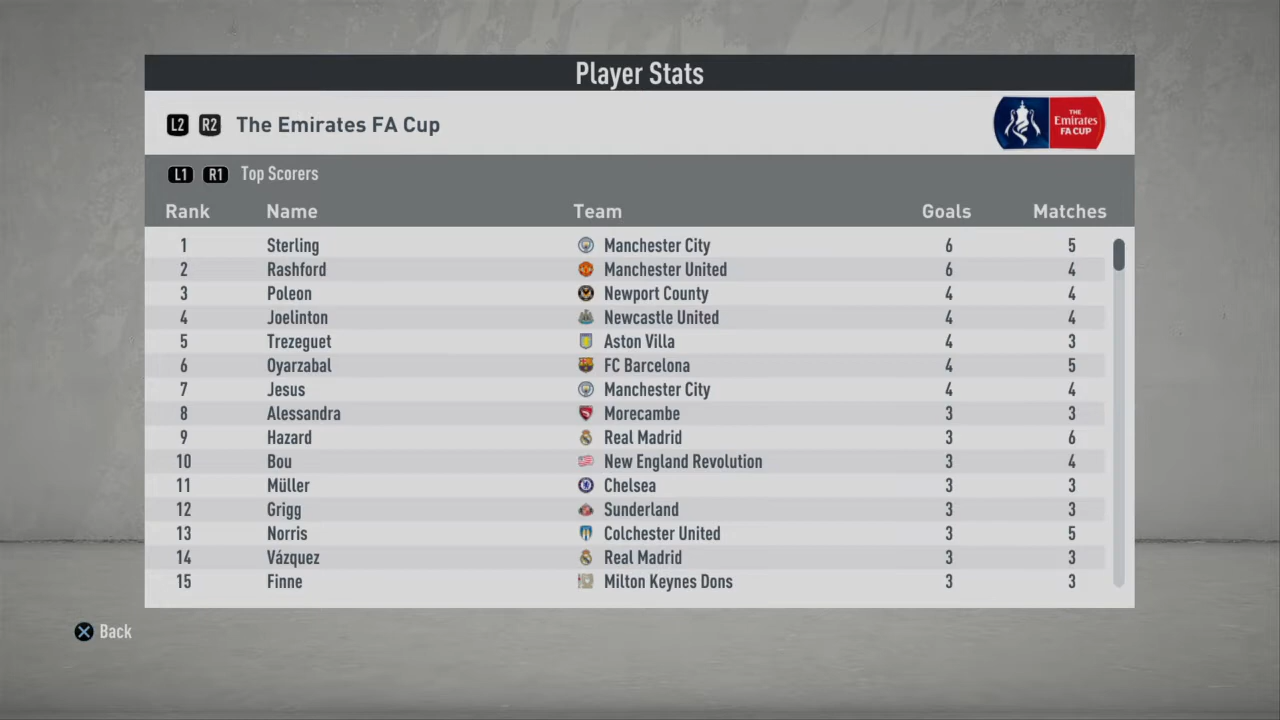 Player Stats
L2 R2 The Emirates FA Cup
THE
Emirates
FA CUP
L1 R1 Top Scorers
Rank Name Team Goals Matches
1 Sterling Manchester City 6 5
2 Rashford Manchester United 6 4
3 Poleon Newport County 4 4
4 Joelinton Newcastle United 4 4
5 Trezeguet Aston Villa 4 3
6 Oyarzabal FC Barcelona 4 5
7 Jesus Manchester City 4 4
8 Alessandra Morecambe 3 3
9 Hazard Real Madrid 3 6
10 Bou New England Revolution 3 4
11 Müller Chelsea 3 3
12 Grigg Sunderland 3 3
13 Norris Colchester United 3 5
14 Vázquez Real Madrid 3 3
15 Finne Milton Keynes Dons 3 3
Back